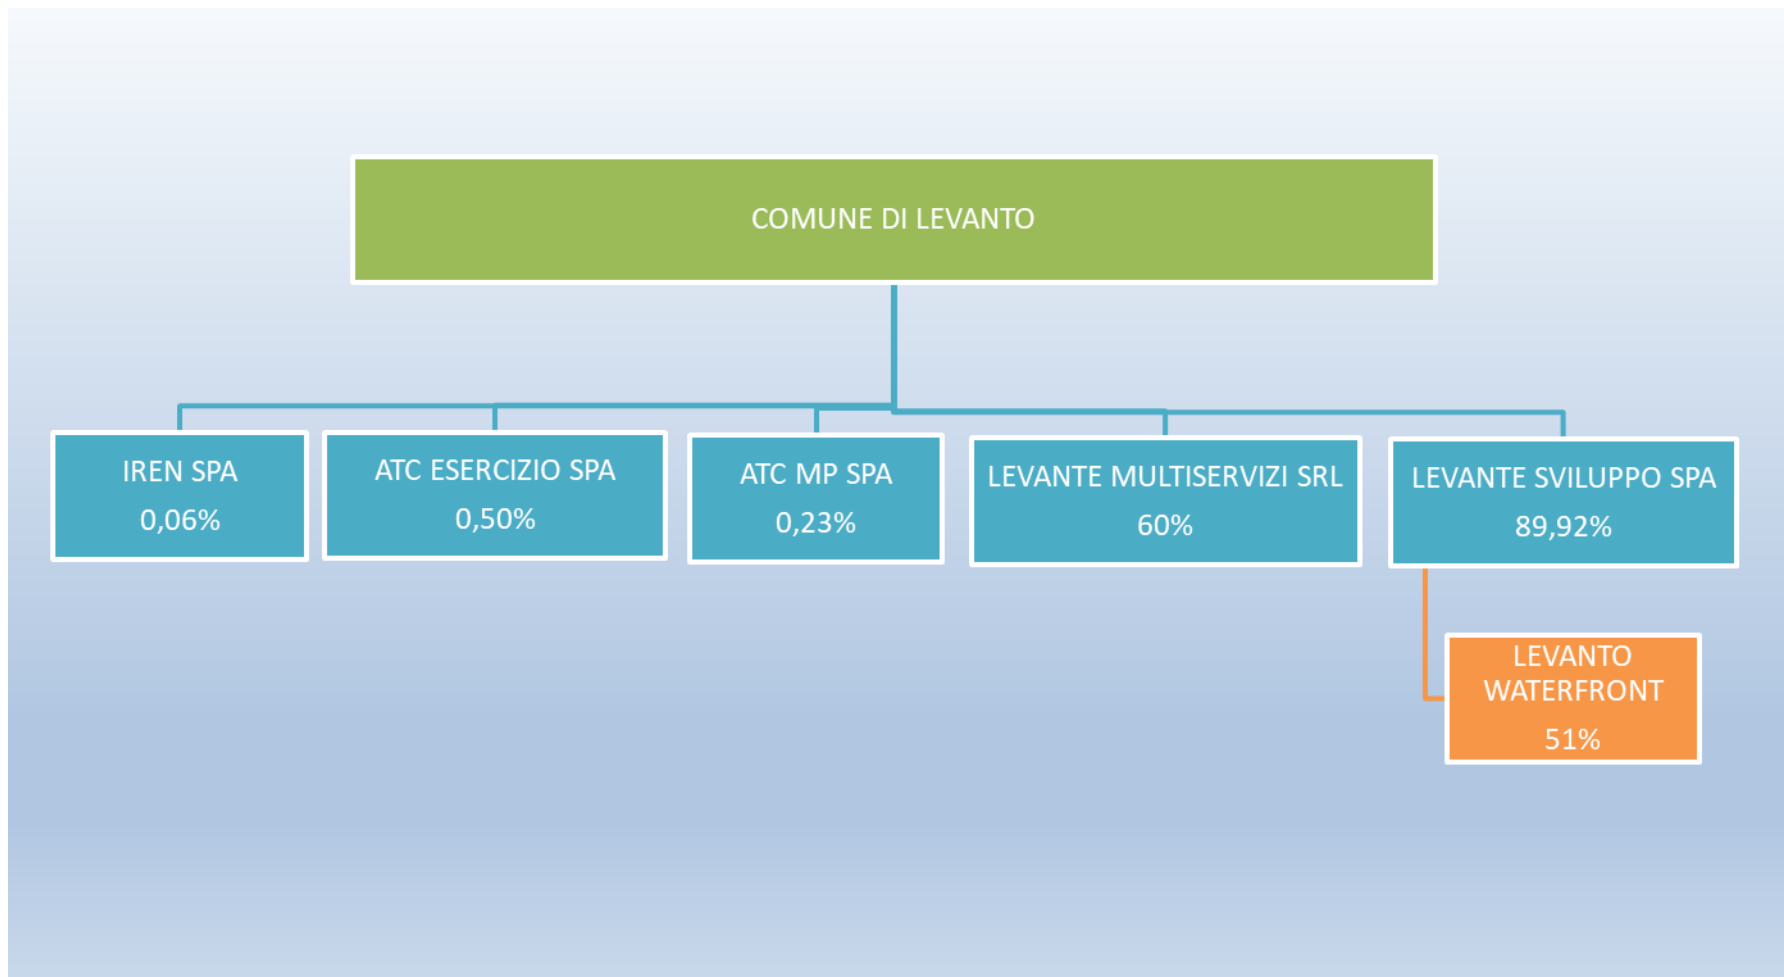 COMUNE DI LEVANTO
IREN SPA
0,06%
ATC ESERCIZIO SPA
0,50%
ATC MP SPA
0,23%
LEVANTE MULTISERVIZI SRL
60%
LEVANTE SVILUPPO SPA
89,92%
LEVANTO
WATERFRONT
51%